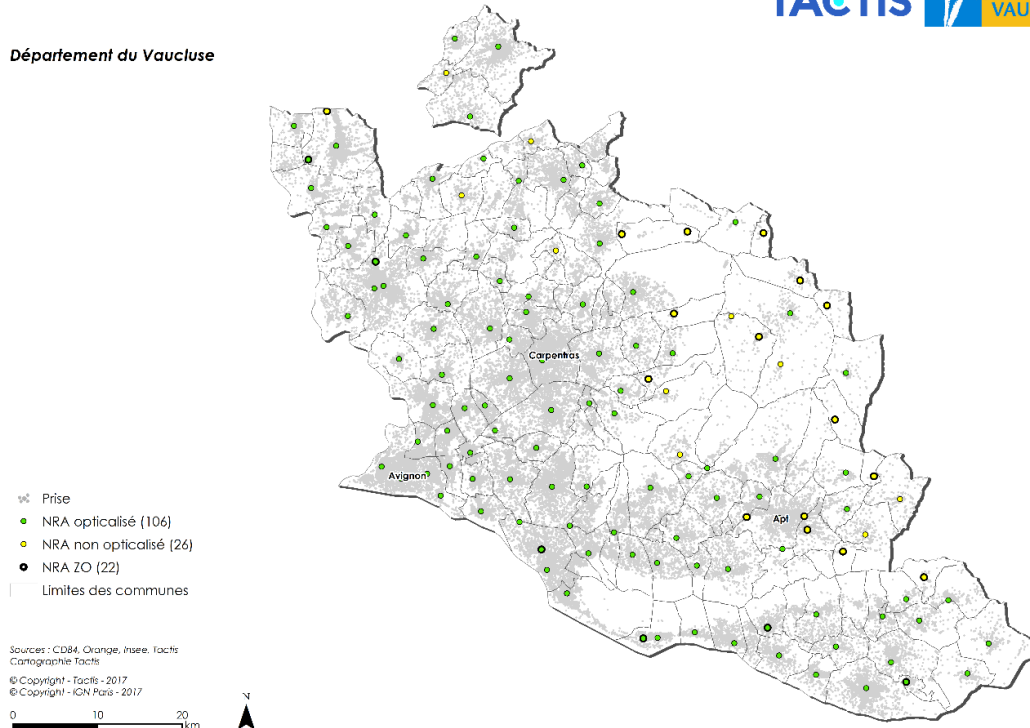 TACTIS
VAU
Département du Vaucluse
Carpentras
Avignon
Apt
Prise
NRA opticalisé (106)
NRA non opticalisé (26)
NRA ZO (22)
Limites des communes
Sources : CD84, Orange, Insee, Tactis
Cartographie Tactis
© Copyright - Tactis - 2017
© Copyright - IGN Paris - 2017
N
0 10 20
km